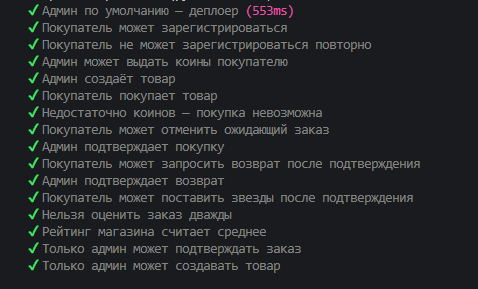 ✓ Админ по умолчанию — деплоер (553ms)
✓ Покупатель может зарегистрироваться
✓ Покупатель не может зарегистрироваться повторно
✓ Админ может выдать коины покупателю
✓ Админ создаёт товар
✓ Покупатель покупает товар
✓ Недостаточно коинов — покупка невозможна
✓ Покупатель может отменить ожидающий заказ
✓ Админ подтверждает покупку
✓ Покупатель может запросить возврат после подтверждения
✓ Админ подтверждает возврат
✓ Покупатель может поставить звезды после подтверждения
✓ Нельзя оценить заказ дважды
✓ Рейтинг магазина считает среднее
✓ Только админ может подтверждать заказ
✓ Только админ может создавать товар